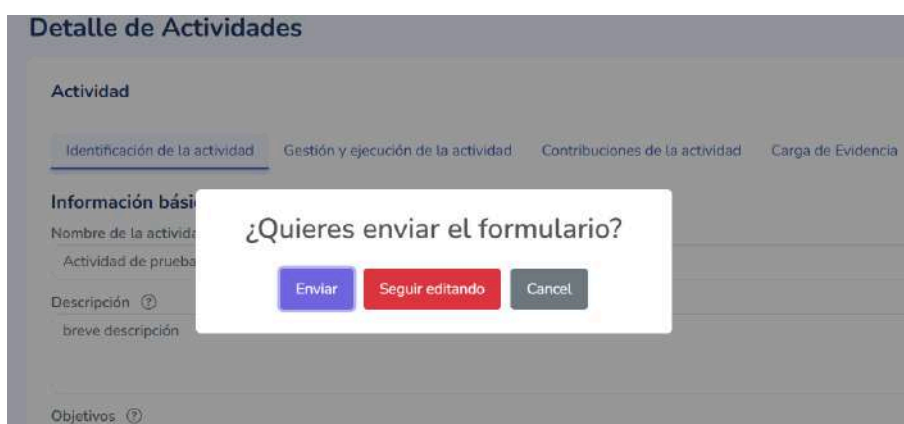 Detalle de Actividades
Actividad
Identificación de la actividad Gestión y ejecución de la actividad Contribuciones de la actividad Carga de Evidencia
Información bási
Nombre de la activida
Actividad de prueba
¿Quieres enviar el formulario?
Enviar Seguir editando Cancel
Descripción ?
breve descripción
Objetivos ?